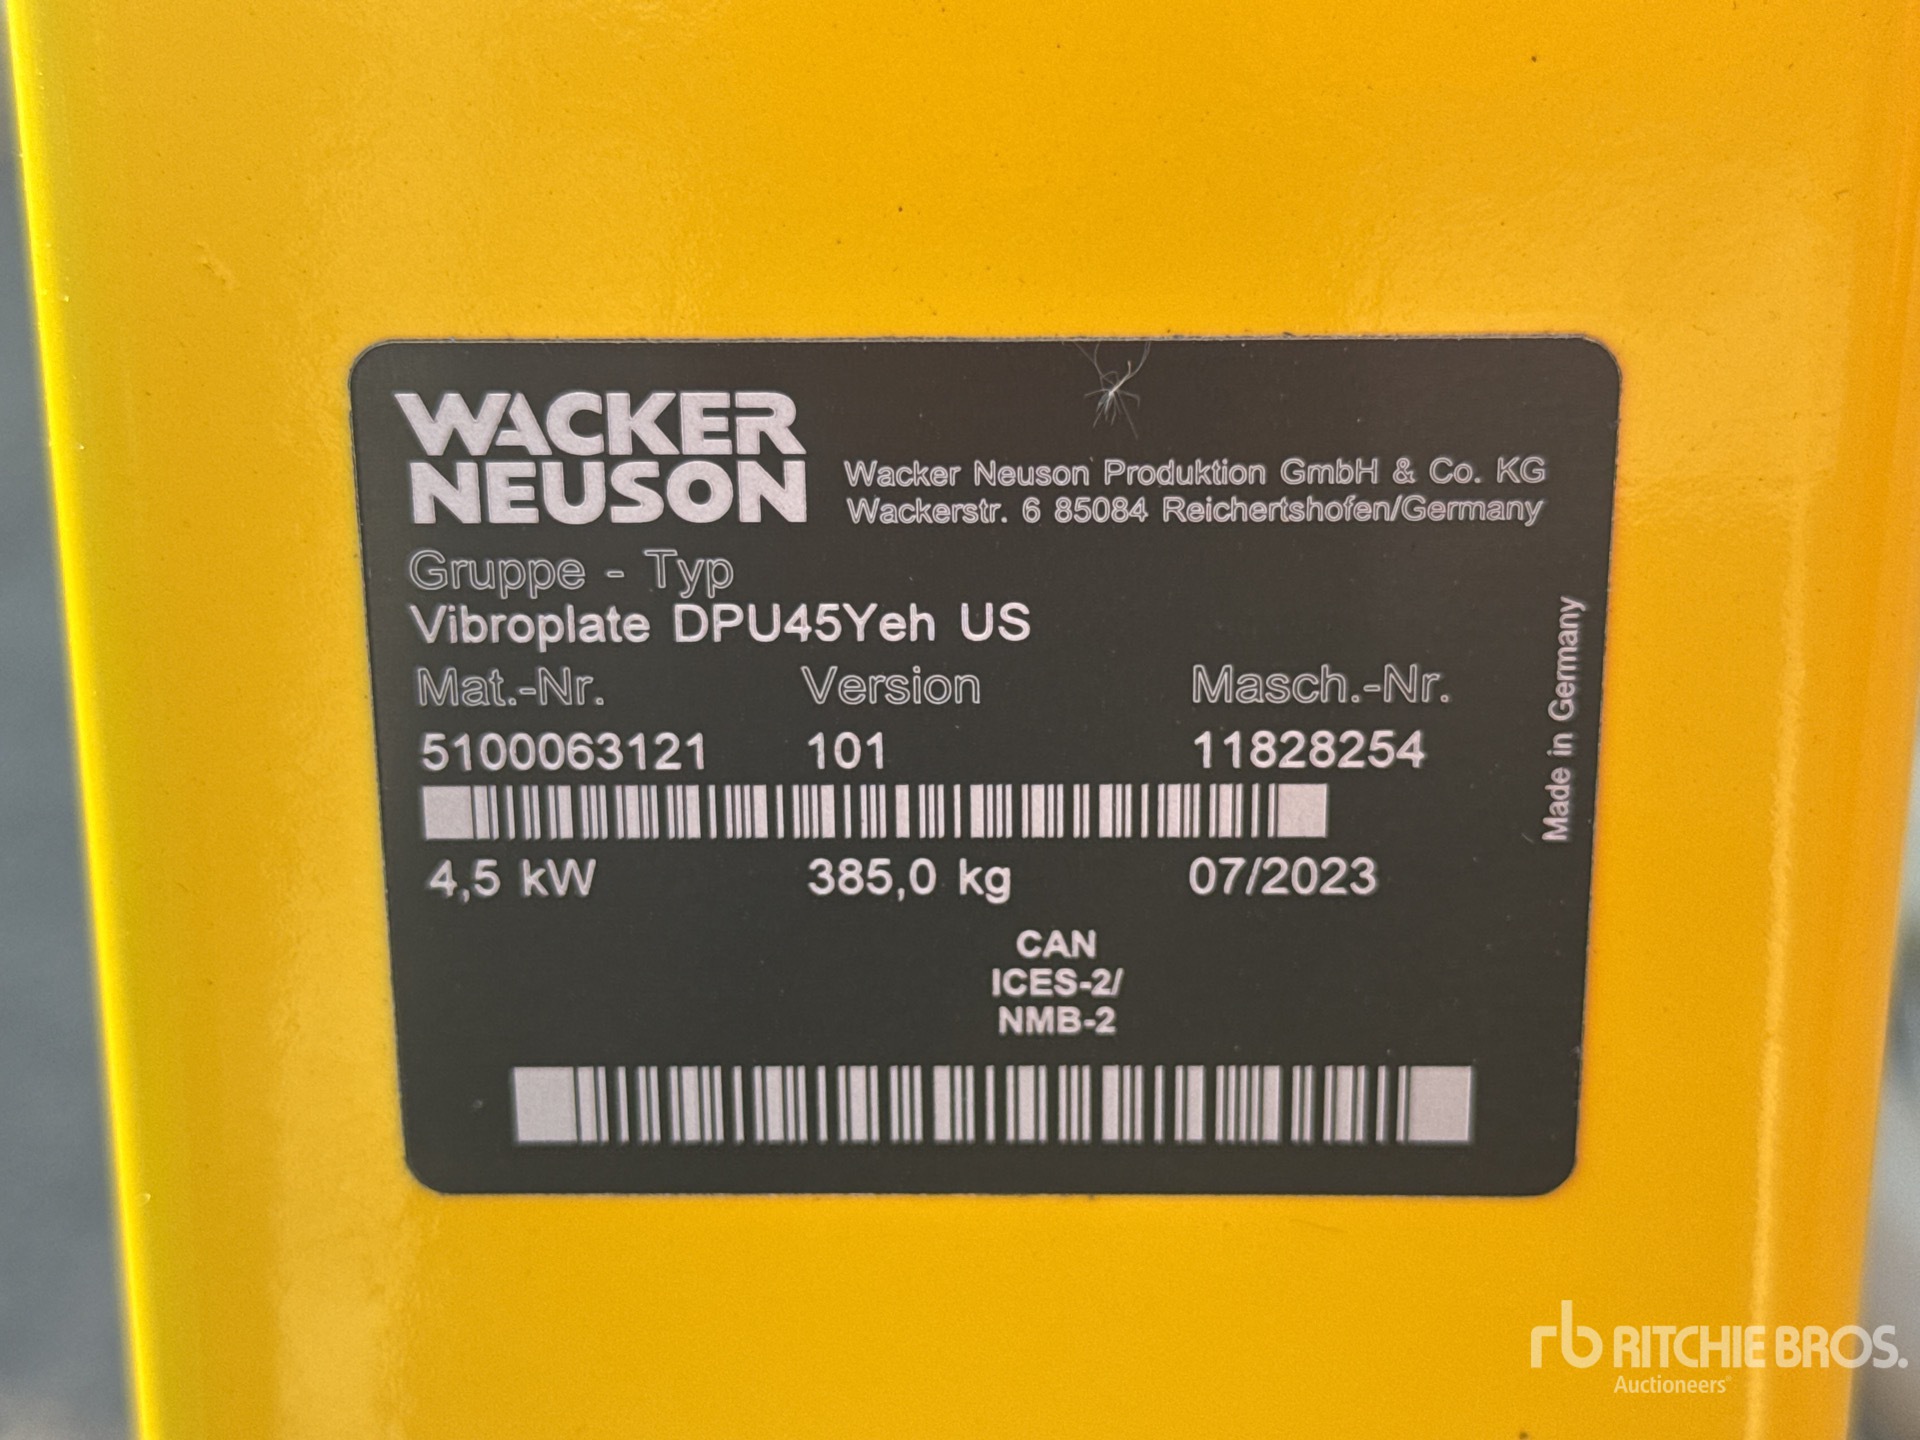 WACKER
NEUSON
Wacker Neuson Produktion GmbH & Co. KG
Wackerstr. 6 85084 Reichertshofen/Germany
Gruppe - Typ
Vibroplate DPU45Yeh US
Mat.-Nr. Version Masch.-Nr.
5100063121 101 11828254
4,5 kW 385,0 kg 07/2023
CAN
ICES-2/
NMB-2
Made in Germany
rb RITCHIE BROS.
Auctioneers